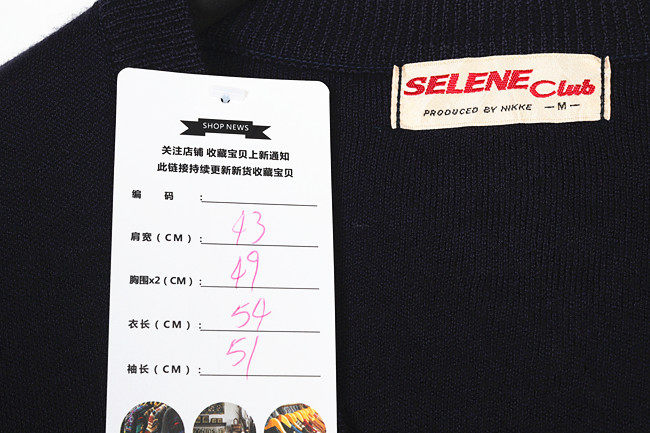 SHOP NEWS
关注店铺 收藏宝贝上新通知
此链接持续更新新货收藏宝贝
编 码 :
肩宽(CM): 43
胸围x2(CM): 49
衣长(CM): 54
袖长(CM): 51
SELENE Club
PRODUCED BY NIKKE —M—